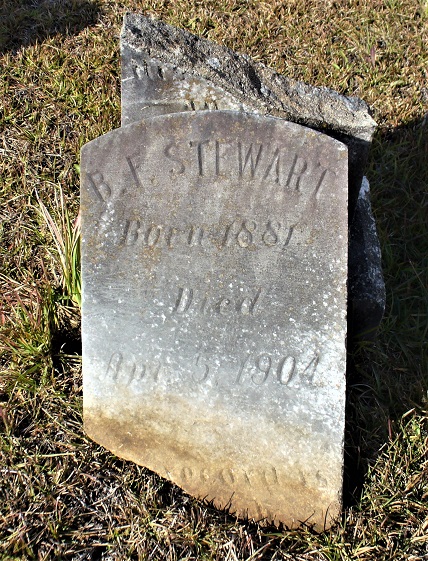 B. F. STEWART
Born 1881
Died
Apr. 5, 1904